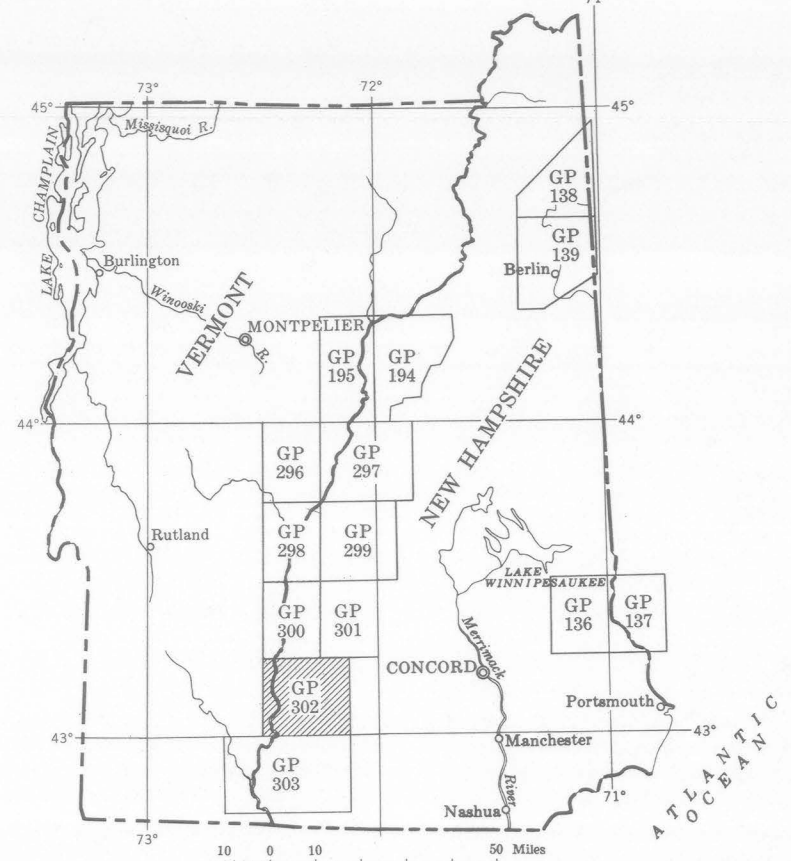 71°
73°
72°
45°
45°
Missisquoi R.
LAKE CHAMPLAIN
GP
138
GP
139
Burlington
Berlin
Winooski R.
VERMONT
MONTPELIER
GP
195
GP
194
NEW HAMPSHIRE
44°
44°
GP
296
GP
297
Rutland
GP
298
GP
299
LAKE
WINNIPESAUKEE
GP
300
GP
301
GP
136
GP
137
Merrimack River
CONCORD
GP
302
Portsmouth
43°
43°
Manchester
GP
303
71°
ATLANTIC
OCEAN
Nashua
73°
10 0 10 50 Miles